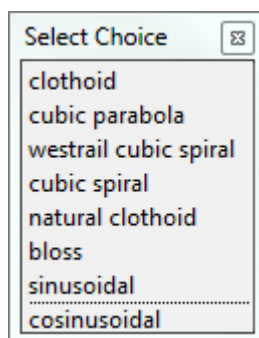 Select Choice
clothoid
cubic parabola
westrail cubic spiral
cubic spiral
natural clothoid
bloss
sinusoidal
cosinusoidal